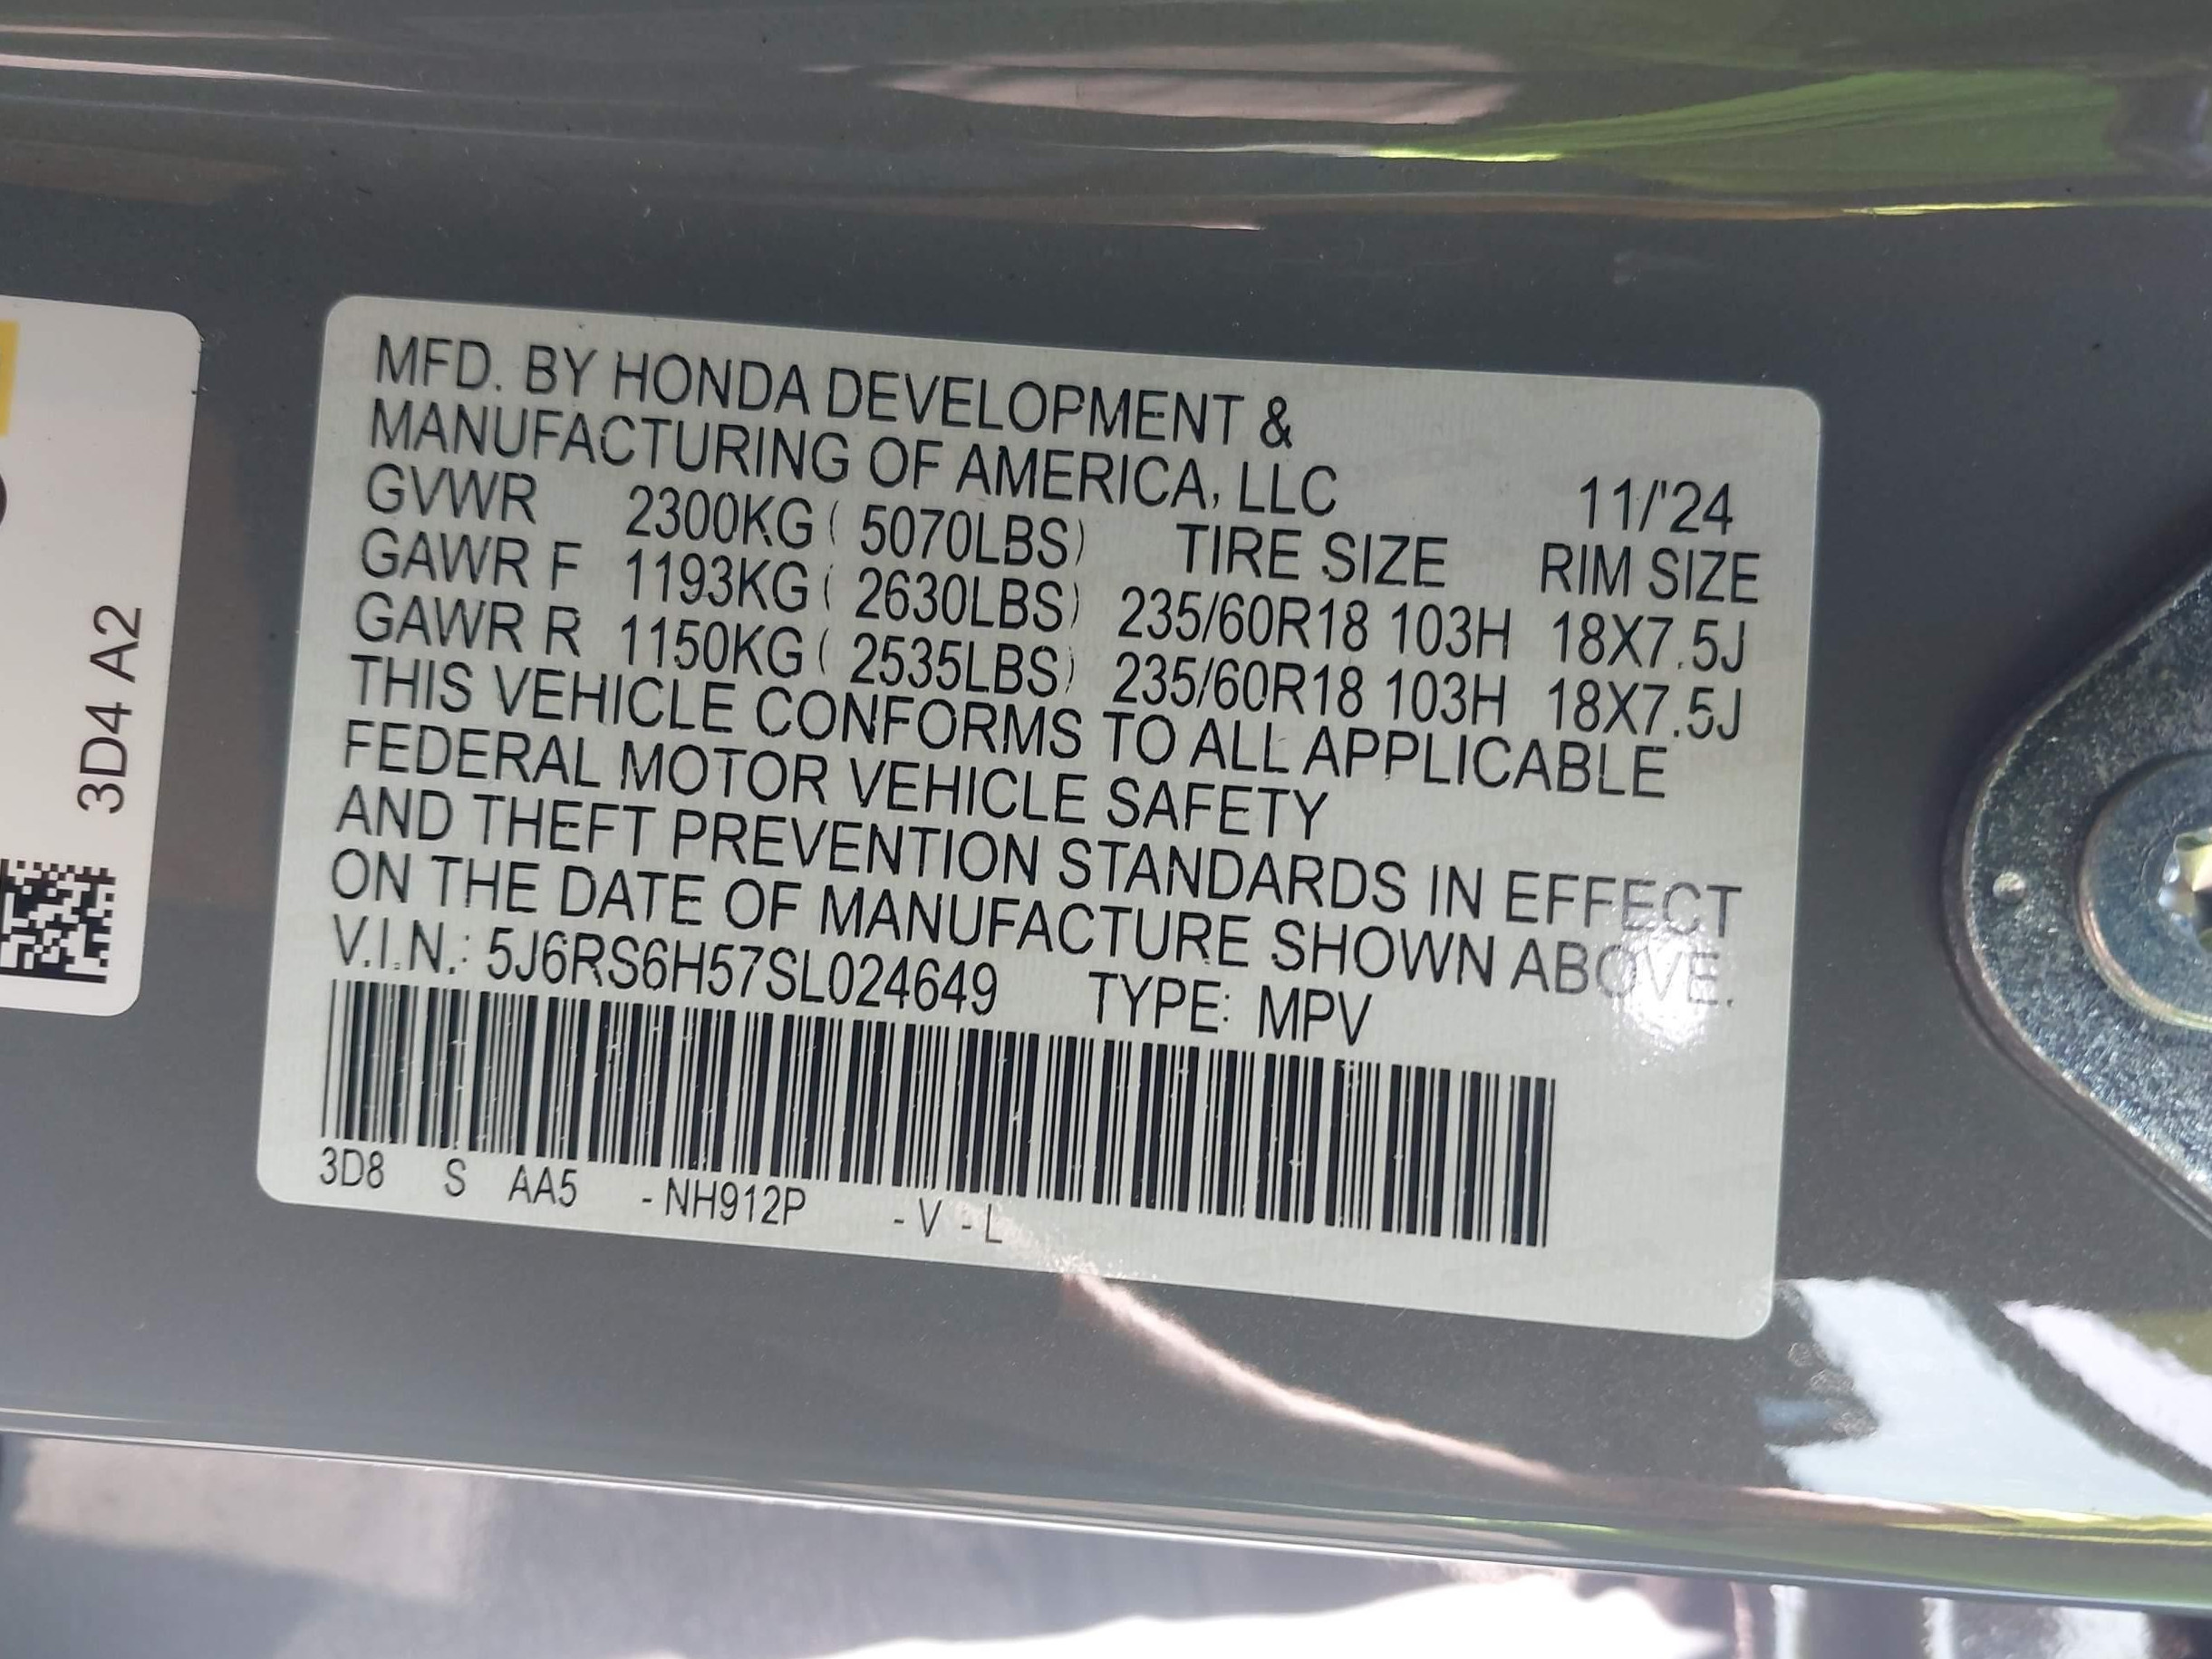 MFD. BY HONDA DEVELOPMENT &
MANUFACTURING OF AMERICA, LLC 11/'24
GVWR 2300KG ( 5070LBS) TIRE SIZE RIM SIZE
GAWR F 1193KG ( 2630LBS) 235/60R18 103H 18X7.5J
GAWR R 1150KG ( 2535LBS) 235/60R18 103H 18X7.5J
THIS VEHICLE CONFORMS TO ALL APPLICABLE
FEDERAL MOTOR VEHICLE SAFETY
AND THEFT PREVENTION STANDARDS IN EFFECT
ON THE DATE OF MANUFACTURE SHOWN ABOVE.
V.I.N.: 5J6RS6H57SL024649 TYPE: MPV
3D8 S AA5 - NH912P - V - L
3D4 A2